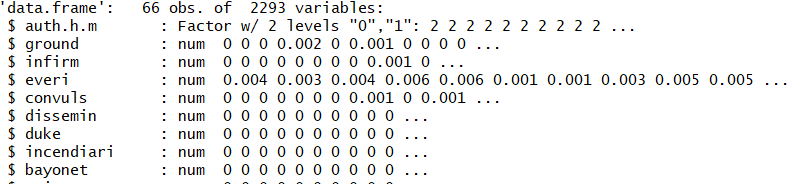 'data.frame': 66 obs. of 2293 variables:
$ auth.h.m : Factor w/ 2 levels "0","1": 2 2 2 2 2 2 2 2 2 2 ...
$ ground : num 0 0 0 0.002 0 0.001 0 0 0 0 ...
$ infirm : num 0 0 0 0 0 0 0 0 0.001 0 ...
$ everi : num 0.004 0.003 0.004 0.006 0.006 0.001 0.001 0.003 0.005 0.005 ...
$ convuls : num 0 0 0 0 0 0 0 0.001 0 0.001 ...
$ dissemin : num 0 0 0 0 0 0 0 0 0 0 ...
$ duke : num 0 0 0 0 0 0 0 0 0 0 ...
$ incendiari : num 0 0 0 0 0 0 0 0 0 0 ...
$ bayonet : num 0 0 0 0 0 0 0 0 0 0 ...